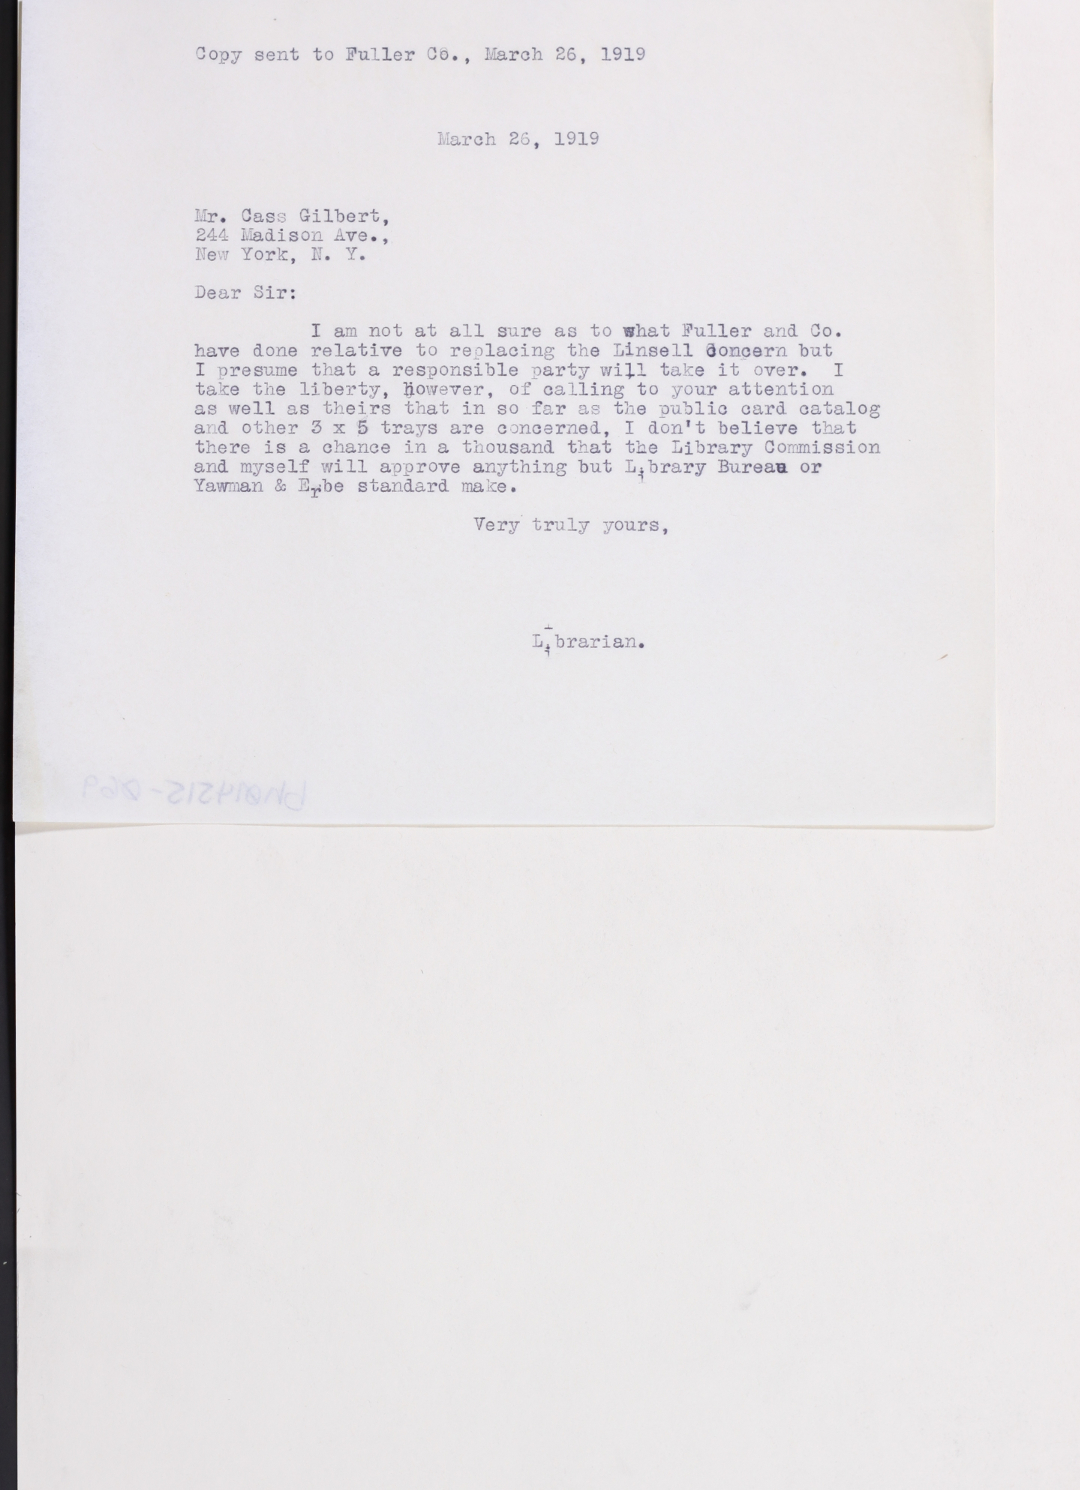 Copy sent to Fuller Co., March 26, 1919
March 26, 1919
Mr. Cass Gilbert,
244 Madison Ave.,
New York, N. Y.
Dear Sir:
I am not at all sure as to what Fuller and Co.
have done relative to replacing the Linsell concern but
I presume that a responsible party will take it over. I
take the liberty, however, of calling to your attention
as well as theirs that in so far as the public card catalog
and other 3 x 5 trays are concerned, I don't believe that
there is a chance in a thousand that the Library Commission
and myself will approve anything but Library Bureau or
Yawman & Erbe standard make.
Very truly yours,
Librarian.